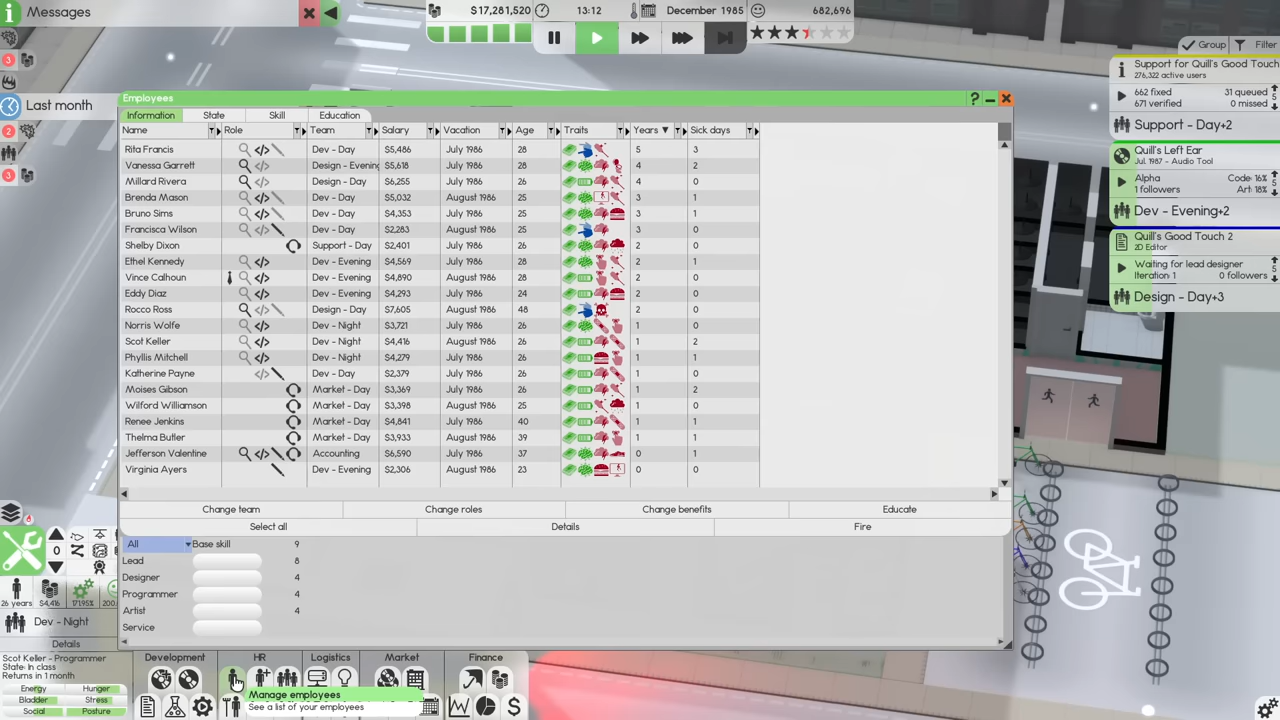 Messages
$17,281,520
13:12
December 1985
682,696
Group
Filter
Support for Quill's Good Touch
276,322 active users
662 fixed 31 queued
671 verified 0 missed
Support - Day+2
Quill's Left Ear
Jul. 1987 - Audio Tool
Alpha Code: 16%
1 followers Art: 18%
Dev - Evening+2
Quill's Good Touch 2
2D Editor
Waiting for lead designer
Iteration: 1 0 followers
Design - Day+3
3
Last month
2
3
Employees
Information State Skill Education
Name Role Team Salary Vacation Age Traits Years Sick days
Rita Francis Dev - Day $5,486 July 1986 28 5 3
Vanessa Garrett Design - Evening $5,618 July 1986 28 4 2
Millard Rivera Design - Day $6,255 July 1986 26 4 0
Brenda Mason Dev - Day $5,032 August 1986 25 3 1
Bruno Sims Dev - Day $4,353 July 1986 25 3 1
Francisca Wilson Dev - Day $2,283 August 1986 25 3 0
Shelby Dixon Support - Day $2,401 July 1986 26 2 0
Ethel Kennedy Dev - Evening $4,569 July 1986 28 2 1
Vince Calhoun Dev - Evening $4,890 August 1986 28 2 0
Eddy Diaz Dev - Evening $4,293 July 1986 24 2 0
Rocco Ross Design - Day $7,605 August 1986 48 2 0
Norris Wolfe Dev - Night $3,721 July 1986 26 1 0
Scot Keller Dev - Night $4,416 July 1986 26 1 2
Phyllis Mitchell Dev - Night $4,279 July 1986 26 1 1
Katherine Payne Dev - Day $2,379 July 1986 26 1 0
Moises Gibson Market - Day $3,369 July 1986 26 1 2
Wilford Williamson Market - Day $3,398 August 1986 25 1 0
Renee Jenkins Market - Day $4,841 July 1986 40 1 1
Thelma Butler Market - Day $3,933 August 1986 39 1 0
Jefferson Valentine Accounting $6,590 July 1986 37 0 1
Virginia Ayers Dev - Evening $2,306 August 1986 23 0 0
Change team Change roles Change benefits Educate
Select all Details Fire
All Base skill 9
Lead 8
Designer 4
Programmer 4
Artist 4
Service
0
26 years $4,416 171.95% 200.
Dev - Night
Details
Scot Keller - Programmer
State: In class
Returns in 1 month
Energy Hunger
Bladder Stress
Social Posture
Development HR Logistics Market Finance
Manage employees
See a list of your employees